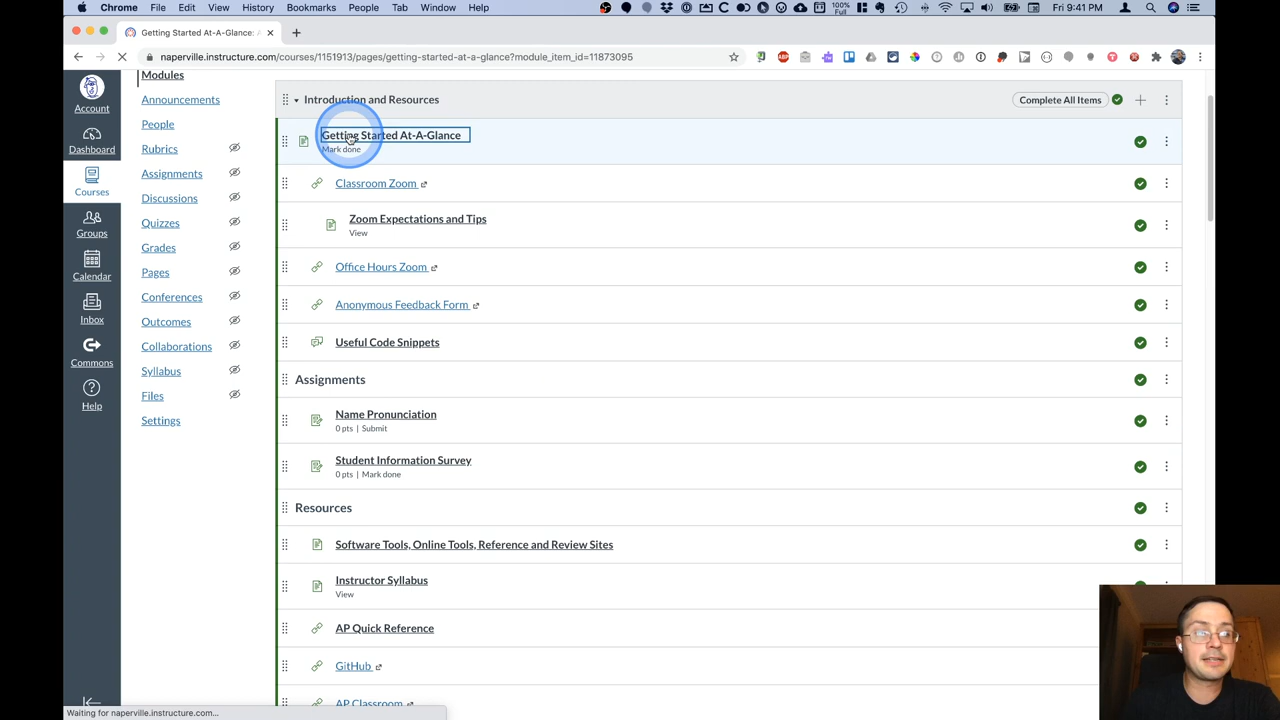 Chrome File Edit View History Bookmarks People Tab Window Help
100%
Full
Fri 9:41 PM
Getting Started At-A-Glance:
naperville.instructure.com/courses/1151913/pages/getting-started-at-a-glance?module_item_id=11873095
Account
Dashboard
Courses
Groups
Calendar
Inbox
Commons
Help
Modules
Announcements
People
Rubrics
Assignments
Discussions
Quizzes
Grades
Pages
Conferences
Outcomes
Collaborations
Syllabus
Files
Settings
Introduction and Resources
Complete All Items
Getting Started At-A-Glance
Mark done
Classroom Zoom
Zoom Expectations and Tips
View
Office Hours Zoom
Anonymous Feedback Form
Useful Code Snippets
Assignments
Name Pronunciation
0 pts | Submit
Student Information Survey
0 pts | Mark done
Resources
Software Tools, Online Tools, Reference and Review Sites
Instructor Syllabus
View
AP Quick Reference
GitHub
AP Classroom
Waiting for naperville.instructure.com...